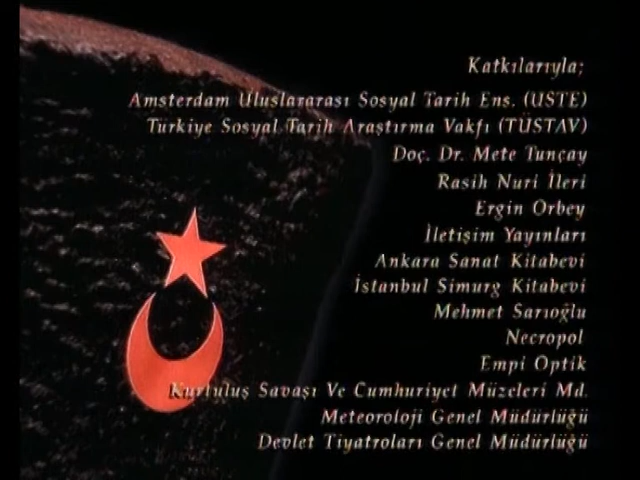 Katkılarıyla;
Amsterdam Uluslararası Sosyal Tarih Ens. (USTE)
Türkiye Sosyal Tarih Araştırma Vakfı (TÜSTAV)
Doç. Dr. Mete Tunçay
Rasih Nuri İleri
Ergin Orbey
İletişim Yayınları
Ankara Sanat Kitabevi
İstanbul Simurg Kitabevi
Mehmet Sarıoğlu
Necropol
Empi Optik
Kurtuluş Savaşı Ve Cumhuriyet Müzeleri Md.
Meteoroloji Genel Müdürlüğü
Devlet Tiyatroları Genel Müdürlüğü